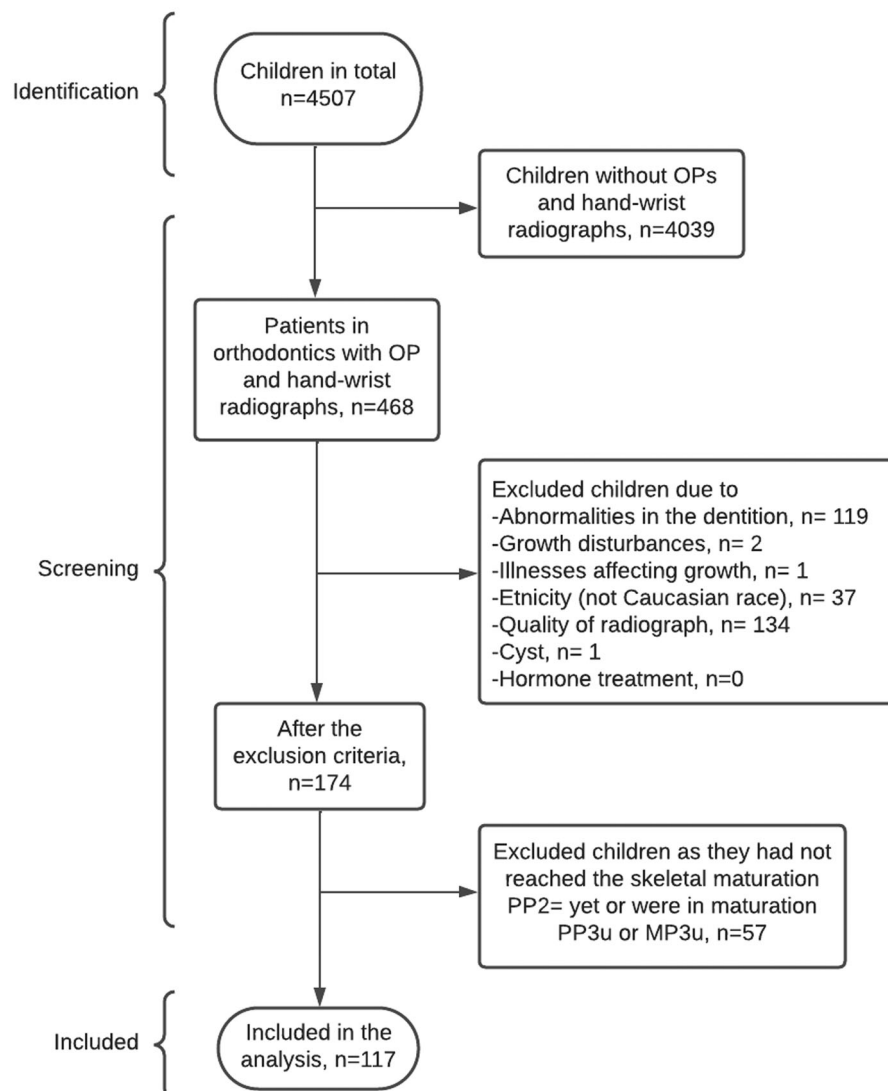 Identification
Children in total
n=4507
Children without OPs
and hand-wrist
radiographs, n=4039
Patients in
orthodontics with OP
and hand-wrist
radiographs, n=468
Excluded children due to
-Abnormalities in the dentition, n= 119
-Growth disturbances, n= 2
-Illnesses affecting growth, n= 1
-Etnicity (not Caucasian race), n= 37
-Quality of radiograph, n= 134
-Cyst, n= 1
-Hormone treatment, n=0
Screening
After the
exclusion criteria,
n=174
Excluded children as they had not
reached the skeletal maturation
PP2= yet or were in maturation
PP3u or MP3u, n=57
Included
Included in the
analysis, n=117